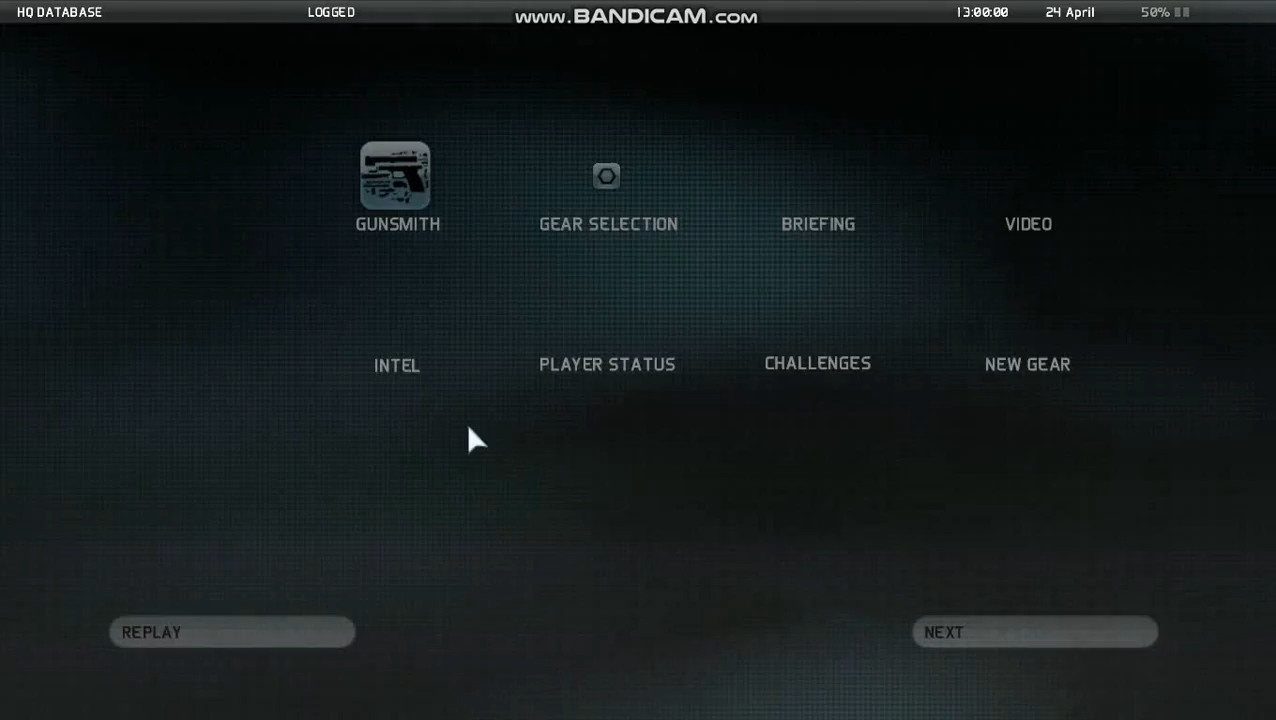 HQ DATABASE LOGGED www.BANDICAM.com 13:00:00 24 April 50%
GUNSMITH GEAR SELECTION BRIEFING VIDEO
INTEL PLAYER STATUS CHALLENGES NEW GEAR
REPLAY NEXT